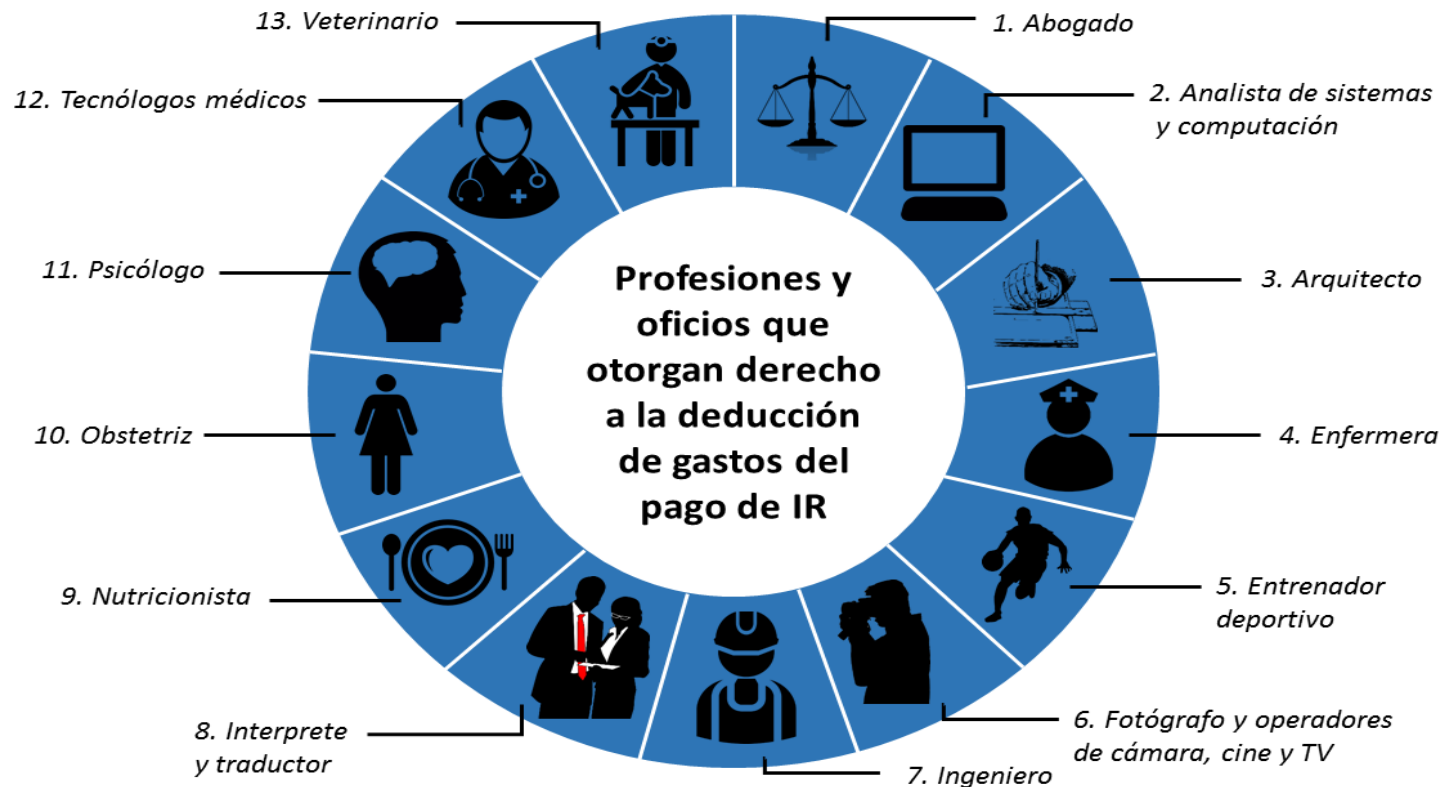 Profesiones y
oficios que
otorgan derecho
a la deducción
de gastos del
pago de IR
1. Abogado
2. Analista de sistemas
y computación
3. Arquitecto
4. Enfermera
5. Entrenador
deportivo
6. Fotógrafo y operadores
de cámara, cine y TV
7. Ingeniero
8. Interprete
y traductor
9. Nutricionista
10. Obstetriz
11. Psicólogo
12. Tecnólogos médicos
13. Veterinario